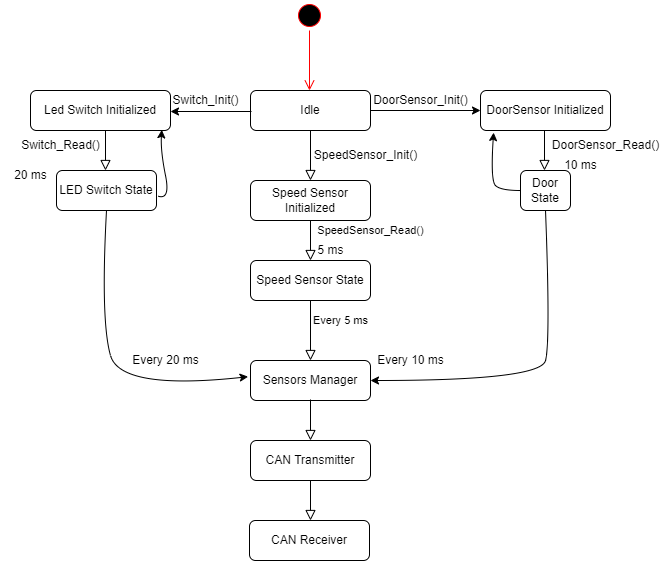 Led Switch Initialized
Switch_Init()
Idle
DoorSensor_Init()
DoorSensor Initialized
Switch_Read()
SpeedSensor_Init()
DoorSensor_Read()
10 ms
20 ms
LED Switch State
Speed Sensor
Initialized
Door
State
SpeedSensor_Read()
5 ms
Speed Sensor State
Every 5 ms
Every 20 ms
Every 10 ms
Sensors Manager
CAN Transmitter
CAN Receiver